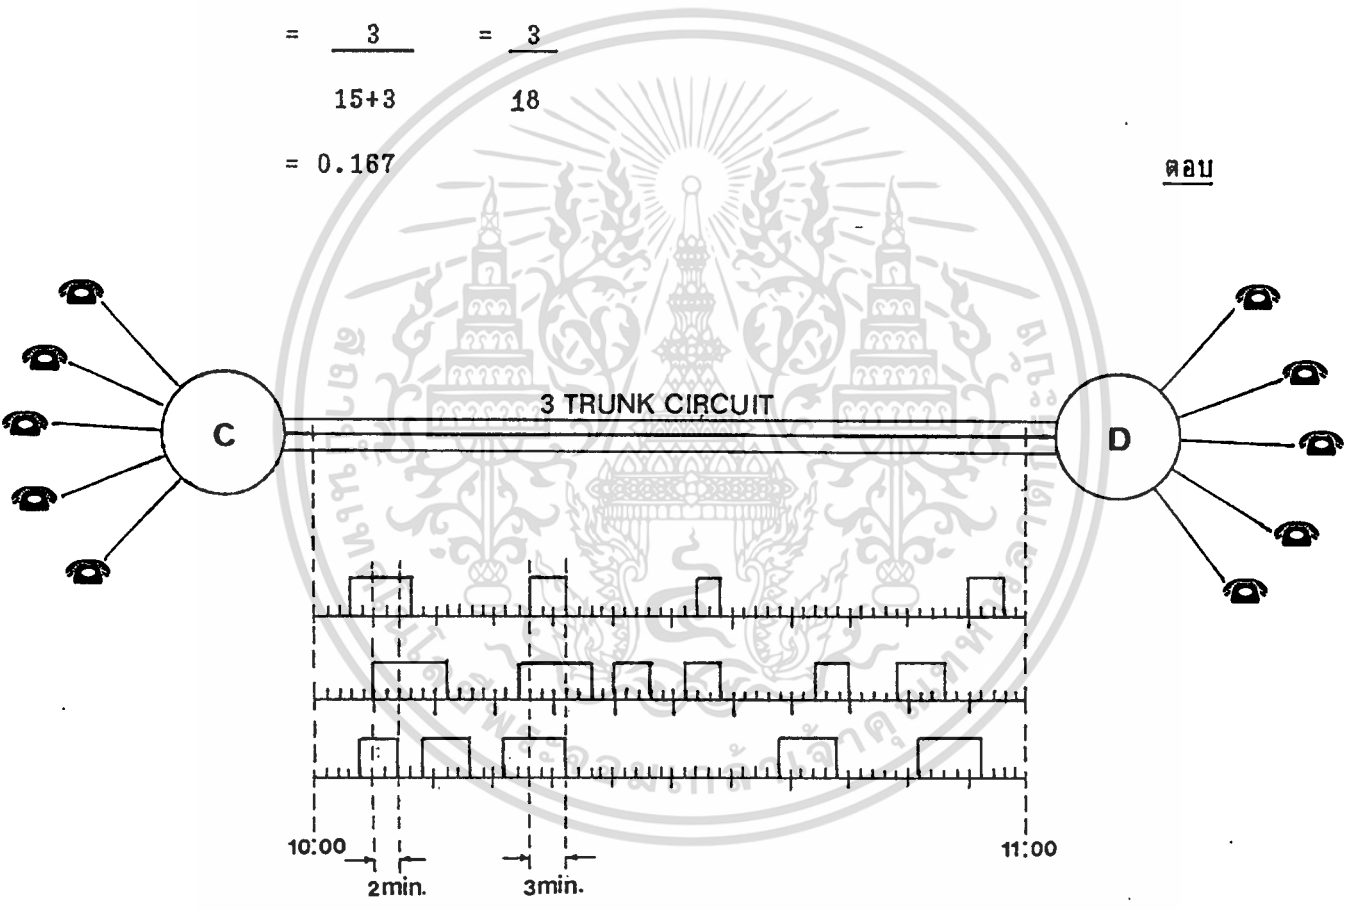 = 3 = 3
15+3 18
= 0.167 ตอบ
3 TRUNK CIRCUIT
C D
10:00 11:00
2min. 3min.